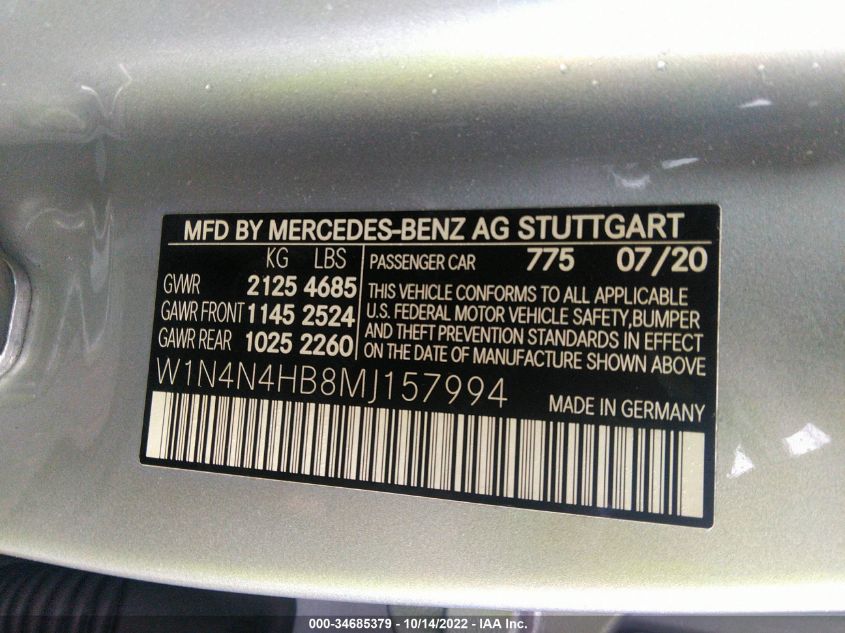 MFD BY MERCEDES-BENZ AG STUTTGART
KG LBS
GVWR 2125 4685
GAWR FRONT 1145 2524
GAWR REAR 1025 2260
PASSENGER CAR 775 07/20
THIS VEHICLE CONFORMS TO ALL APPLICABLE
U.S. FEDERAL MOTOR VEHICLE SAFETY,BUMPER
AND THEFT PREVENTION STANDARDS IN EFFECT
ON THE DATE OF MANUFACTURE SHOWN ABOVE
W1N4N4HB8MJ157994
MADE IN GERMANY
000-34685379 - 10/14/2022 - IAA Inc.